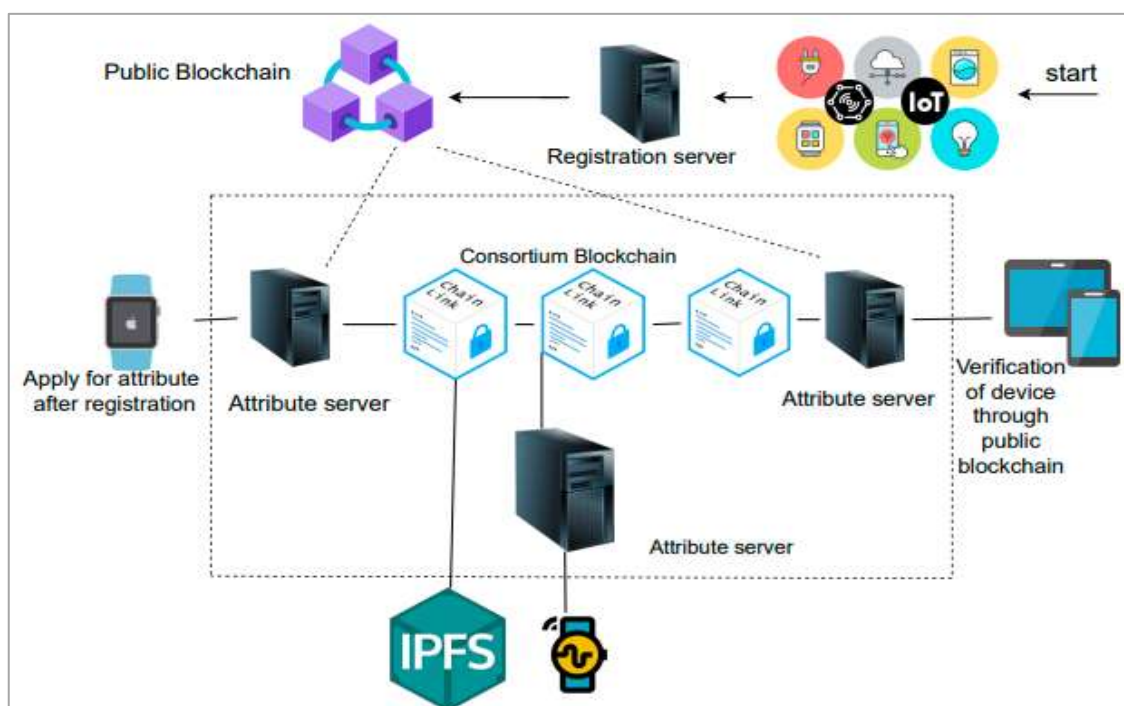 Public Blockchain
start
IoT
Registration server
Consortium Blockchain
Chain
Link
Chain
Link
Chain
Link
Apply for attribute
after registration
Attribute server
Attribute server
Verification
of device
through
public
blockchain
Attribute server
IPFS